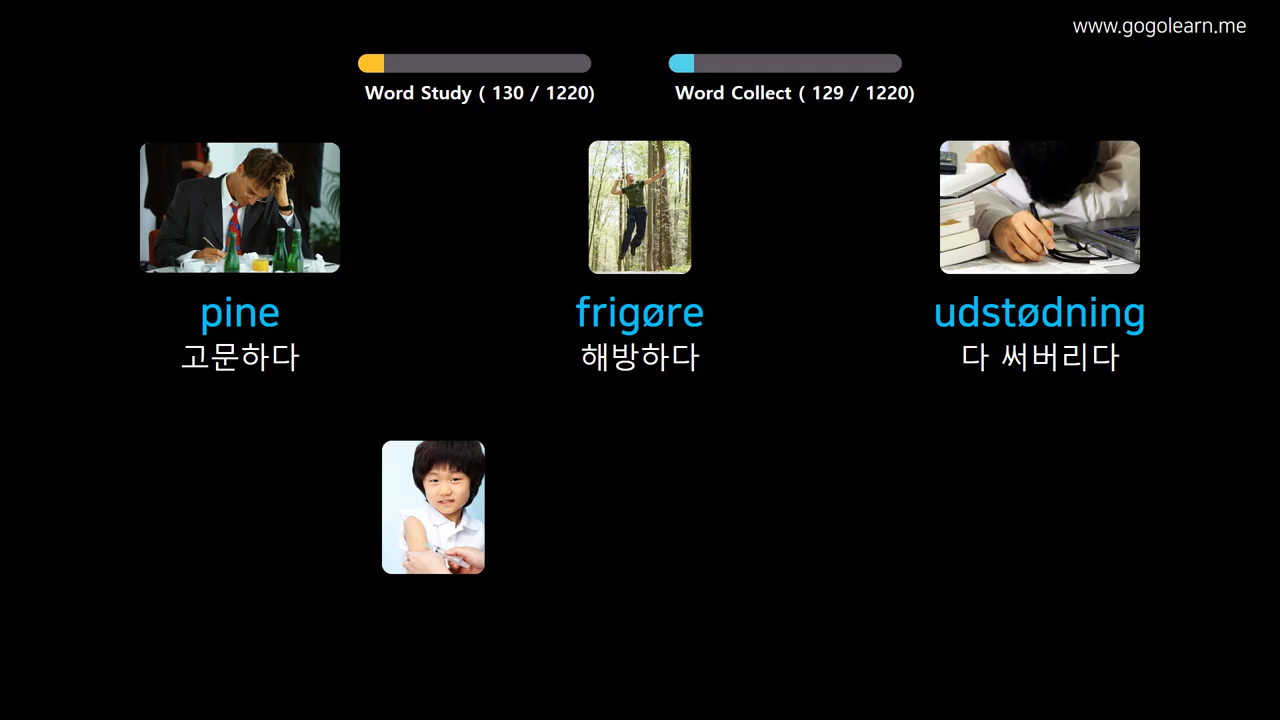 www.gogolearn.me
Word Study ( 130 / 1220)
Word Collect ( 129 / 1220)
pine
frigøre
udstødning
고문하다
해방하다
다 써버리다